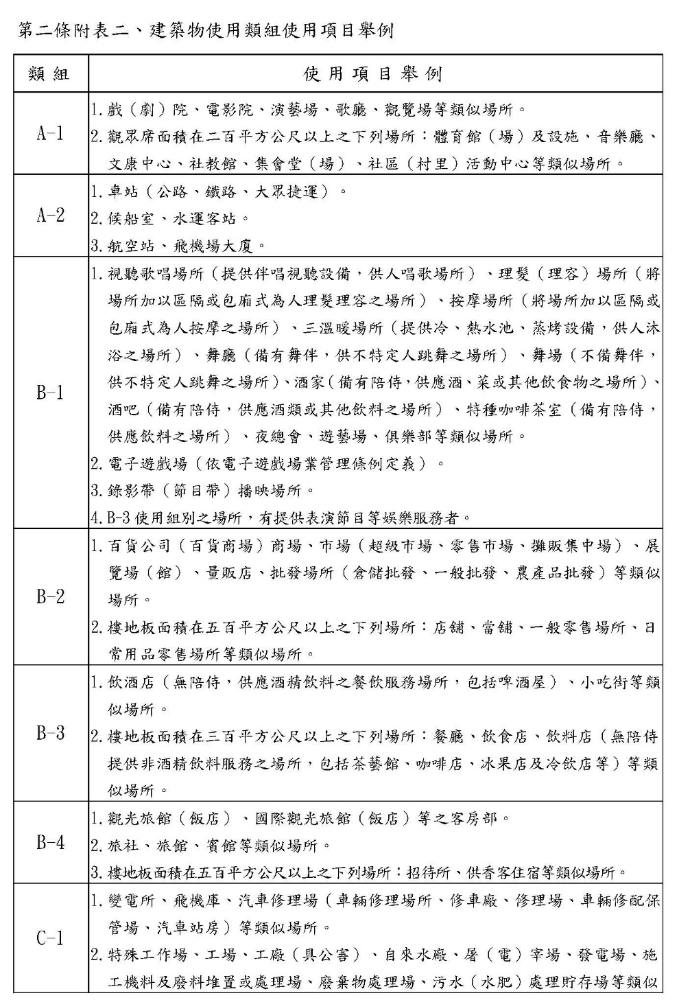 第二條附表二、建築物使用類組使用項目舉例
類組
使用項目舉例
A-1
1.戲（劇）院、電影院、演藝場、歌廳、觀覽場等類似場所。
2.觀眾席面積在二百平方公尺以上之下列場所：體育館（場）及設施、音樂廳、
文康中心、社教館、集會堂（場）、社區（村里）活動中心等類似場所。
A-2
1.車站（公路、鐵路、大眾捷運）。
2.候船室、水運客站。
3.航空站、飛機場大廈。
B-1
1.視聽歌唱場所（提供伴唱視聽設備，供人唱歌場所）、理髮（理容）場所（將
場所加以區隔或包廂式為人理髮理容之場所）、按摩場所（將場所加以區隔或
包廂式為人按摩之場所）、三溫暖場所（提供冷、熱水池、蒸烤設備，供人沐
浴之場所）、舞廳（備有舞伴，供不特定人跳舞之場所）、舞場（不備舞伴，
供不特定人跳舞之場所）、酒家（備有陪侍，供應酒、菜或其他飲食物之場所）、
酒吧（備有陪侍，供應酒類或其他飲料之場所）、特種咖啡茶室（備有陪侍，
供應飲料之場所）、夜總會、遊藝場、俱樂部等類似場所。
2.電子遊戲場（依電子遊戲場業管理條例定義）。
3.錄影帶（節目帶）播映場所。
4.B-3使用組別之場所，有提供表演節目等娛樂服務者。
B-2
1.百貨公司（百貨商場）商場、市場（超級市場、零售市場、攤販集中場）、展
覽場（館）、量販店、批發場所（倉儲批發、一般批發、農產品批發）等類似
場所。
2.樓地板面積在五百平方公尺以上之下列場所：店舖、當舖、一般零售場所、日
常用品零售場所等類似場所。
B-3
1.飲酒店（無陪侍，供應酒精飲料之餐飲服務場所，包括啤酒屋）、小吃街等類
似場所。
2.樓地板面積在三百平方公尺以上之下列場所：餐廳、飲食店、飲料店（無陪侍
提供非酒精飲料服務之場所，包括茶藝館、咖啡店、冰果店及冷飲店等）等類
似場所。
B-4
1.觀光旅館（飯店）、國際觀光旅館（飯店）等之客房部。
2.旅社、旅館、賓館等類似場所。
3.樓地板面積在五百平方公尺以上之下列場所：招待所、供香客住宿等類似場所。
C-1
1.變電所、飛機庫、汽車修理場（車輛修理場所、修車廠、修理場、車輛修配保
管場、汽車站房）等類似場所。
2.特殊工作場、工場、工廠（具公害）、自來水廠、屠（電）宰場、發電場、施
工機料及廢料堆置或處理場、廢棄物處理場、污水（水肥）處理貯存場等類似